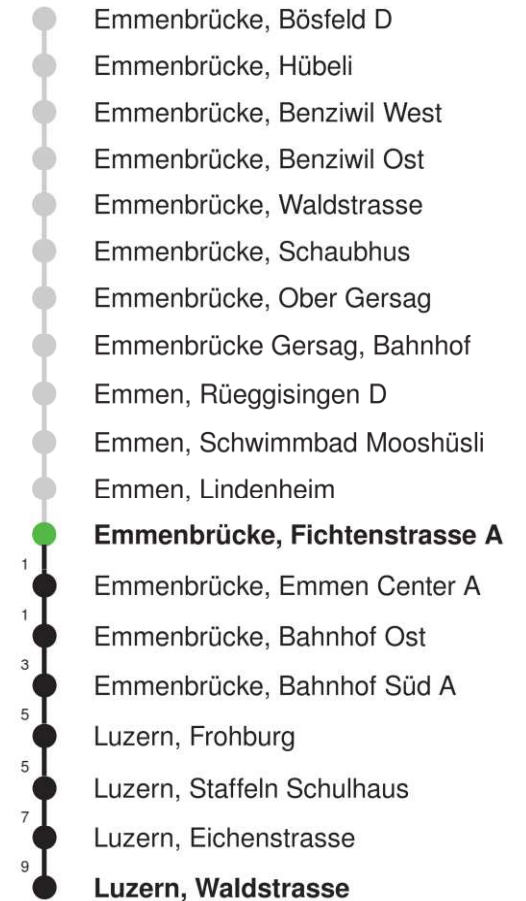 Emmenbrücke, Bösfeld D
Emmenbrücke, Hübeli
Emmenbrücke, Benziwil West
Emmenbrücke, Benziwil Ost
Emmenbrücke, Waldstrasse
Emmenbrücke, Schaubhus
Emmenbrücke, Ober Gersag
Emmenbrücke Gersag, Bahnhof
Emmen, Rüeggisingen D
Emmen, Schwimmbad Mooshüsli
Emmen, Lindenheim
Emmenbrücke, Fichtenstrasse A
1 Emmenbrücke, Emmen Center A
1 Emmenbrücke, Bahnhof Ost
3 Emmenbrücke, Bahnhof Süd A
5 Luzern, Frohburg
5 Luzern, Staffeln Schulhaus
7 Luzern, Eichenstrasse
9 Luzern, Waldstrasse